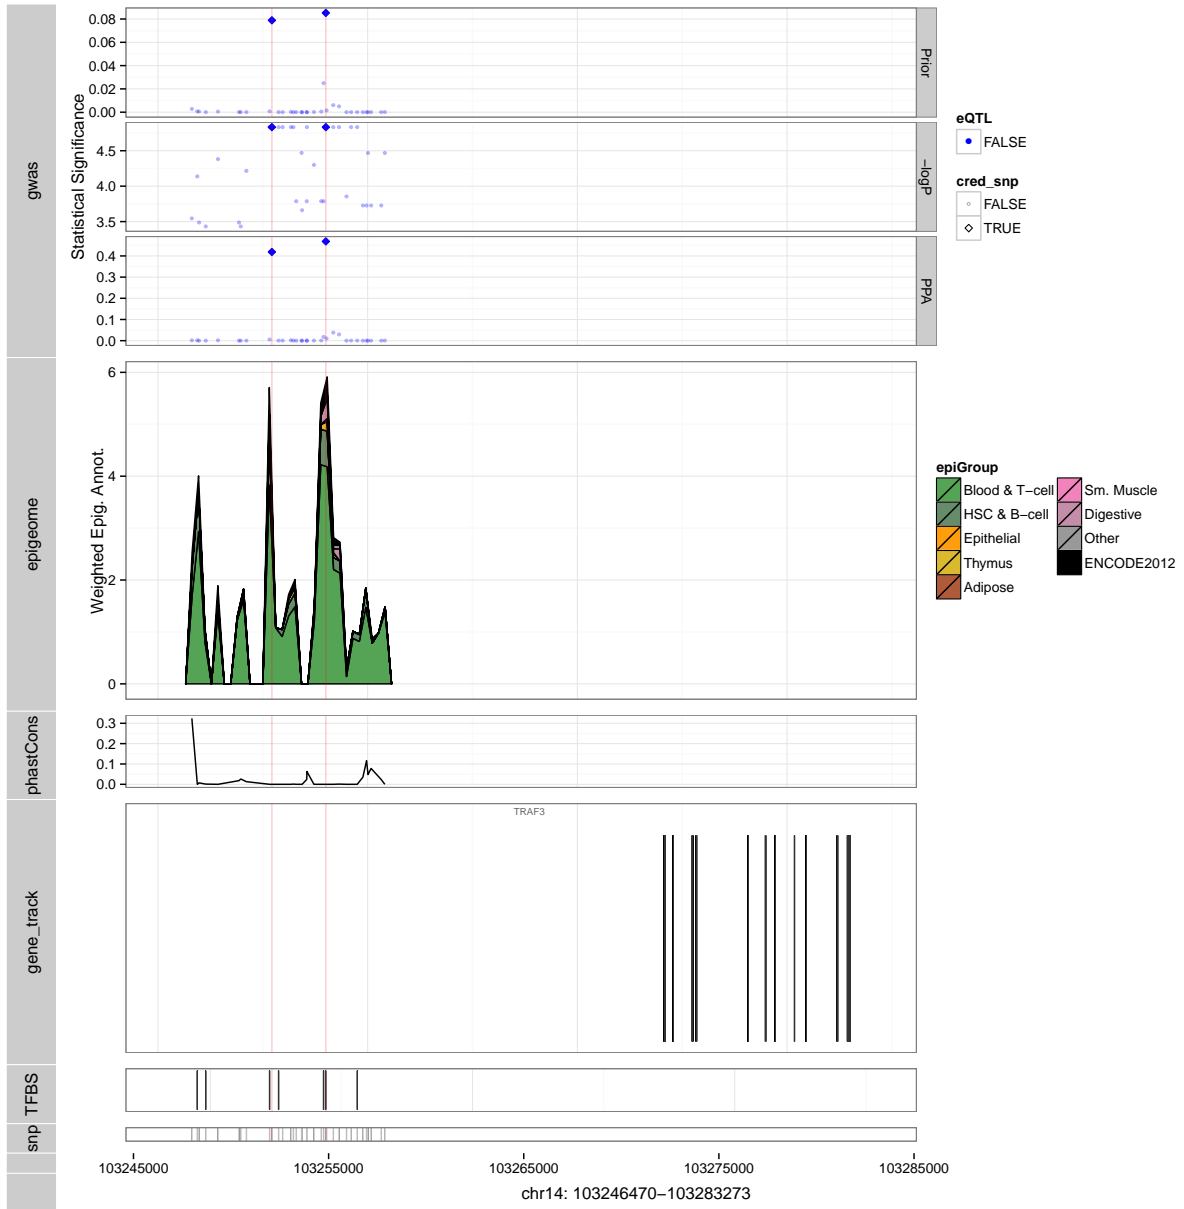 gwas
Statistical Significance
0.08
0.06
0.04
0.02
0.00
Prior
4.5
4.0
3.5
−logP
0.4
0.3
0.2
0.1
0.0
PPA
eQTL
FALSE
cred_snp
FALSE
TRUE
epigeome
Weighted Epig. Annot.
6
4
2
0
epiGroup
Blood & T−cell
HSC & B−cell
Epithelial
Thymus
Adipose
Sm. Muscle
Digestive
Other
ENCODE2012
phastCons
0.3
0.2
0.1
0.0
gene_track
TRAF3
TFBS
snp
103245000 103255000 103265000 103275000 103285000
chr14: 103246470−103283273